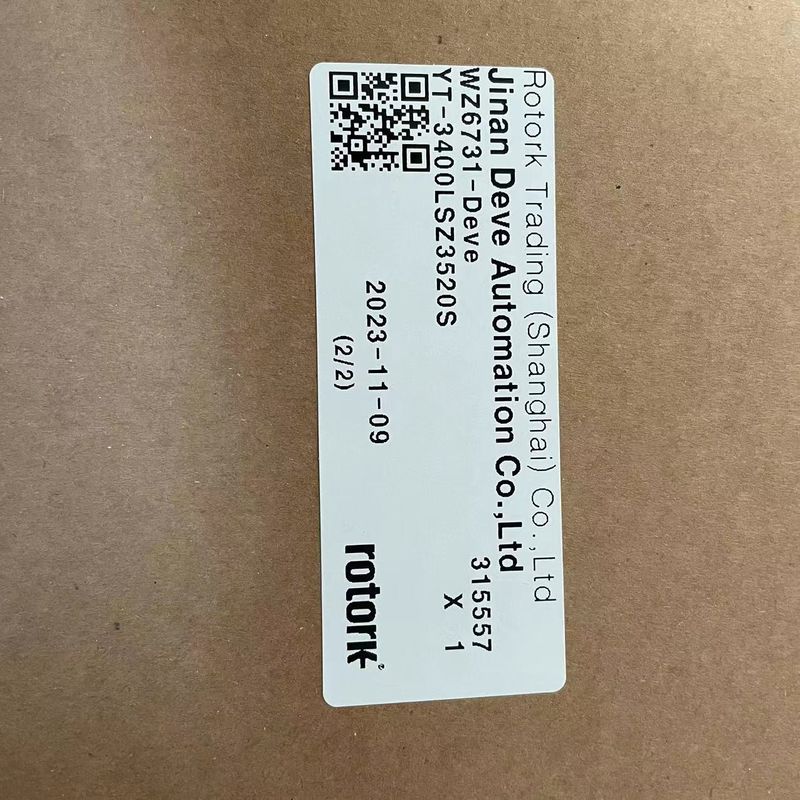 Rotork Trading (Shanghai) Co.,Ltd
Jinan Deve Automation Co.,Ltd
WZ6731-Deve 315557
YT-3400LSZ3520S X 1
2023-11-09
(2/2)
rotork®